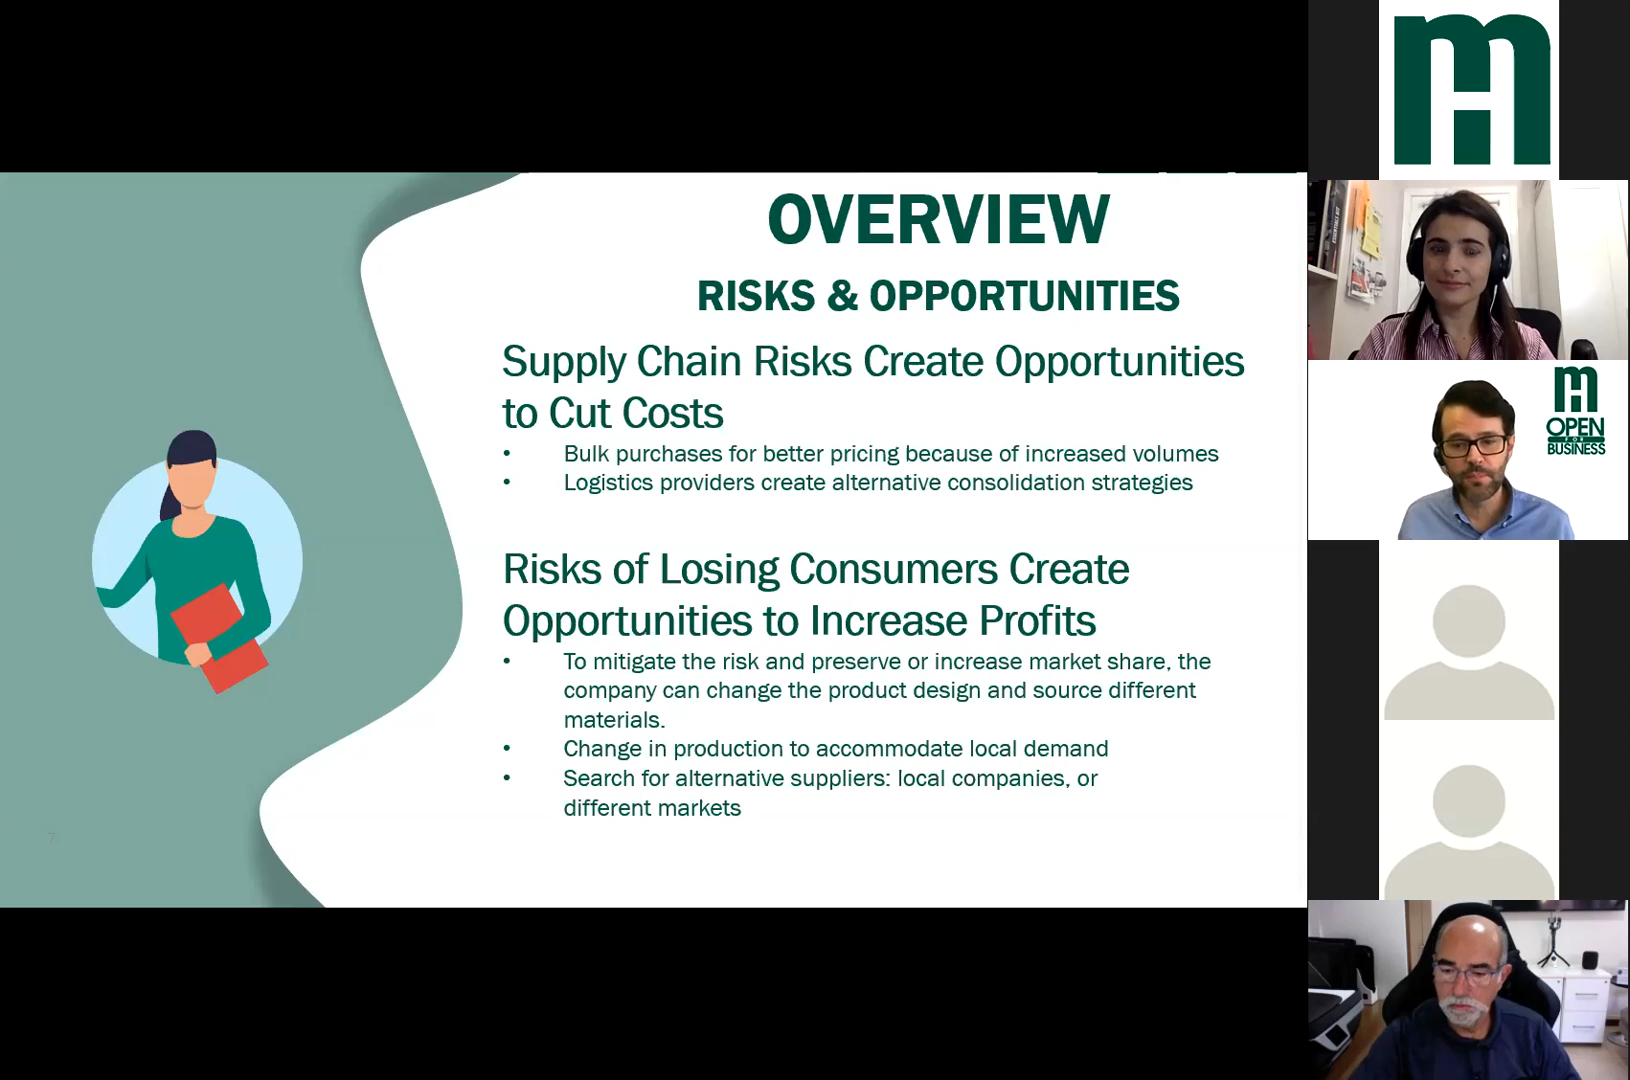 OVERVIEW
RISKS & OPPORTUNITIES
Supply Chain Risks Create Opportunities
to Cut Costs
• Bulk purchases for better pricing because of increased volumes
• Logistics providers create alternative consolidation strategies
Risks of Losing Consumers Create
Opportunities to Increase Profits
• To mitigate the risk and preserve or increase market share, the
company can change the product design and source different
materials.
• Change in production to accommodate local demand
• Search for alternative suppliers: local companies, or
different markets
7
OPEN
FOR
BUSINESS